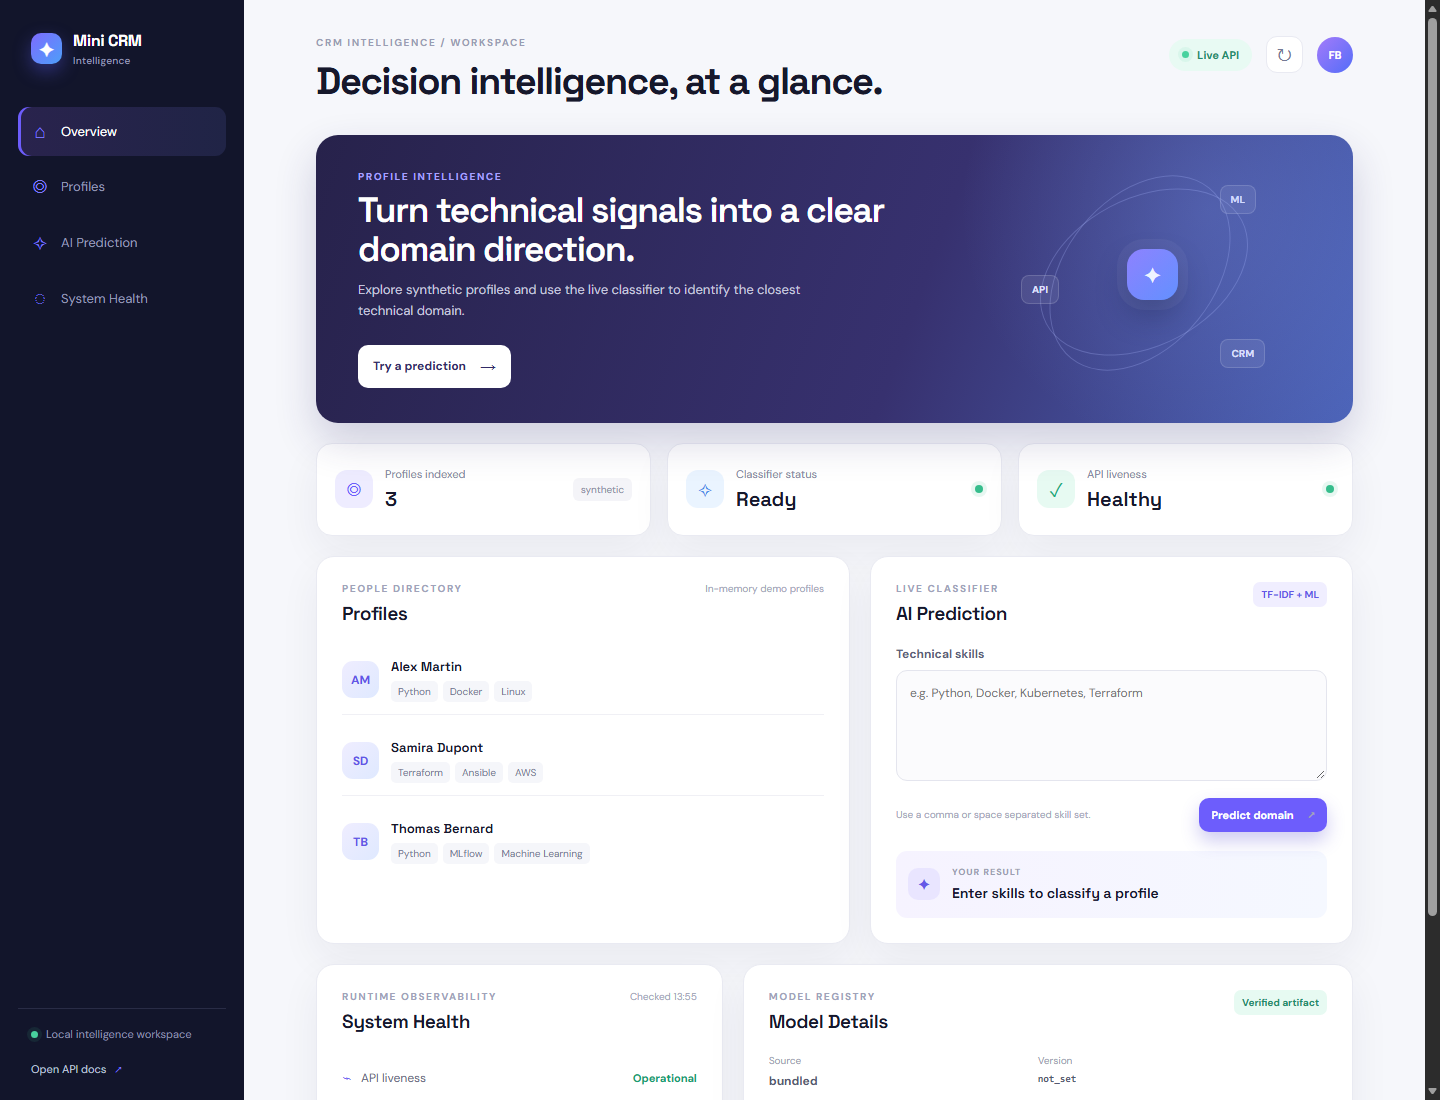 Mini CRM
Intelligence
Overview
Profiles
AI Prediction
System Health
Local intelligence workspace
Open API docs
CRM INTELLIGENCE / WORKSPACE
Decision intelligence, at a glance.
Live API
FB
PROFILE INTELLIGENCE
Turn technical signals into a clear
domain direction.
Explore synthetic profiles and use the live classifier to identify the closest
technical domain.
Try a prediction →
ML
API
CRM
Profiles indexed
3
synthetic
Classifier status
Ready
API liveness
Healthy
PEOPLE DIRECTORY
In-memory demo profiles
Profiles
AM
Alex Martin
Python Docker Linux
SD
Samira Dupont
Terraform Ansible AWS
TB
Thomas Bernard
Python MLflow Machine Learning
LIVE CLASSIFIER
TF-IDF + ML
AI Prediction
Technical skills
e.g. Python, Docker, Kubernetes, Terraform
Use a comma or space separated skill set.
Predict domain ↗
YOUR RESULT
Enter skills to classify a profile
RUNTIME OBSERVABILITY
Checked 13:55
System Health
API liveness
Operational
MODEL REGISTRY
Verified artifact
Model Details
Source
bundled
Version
not_set